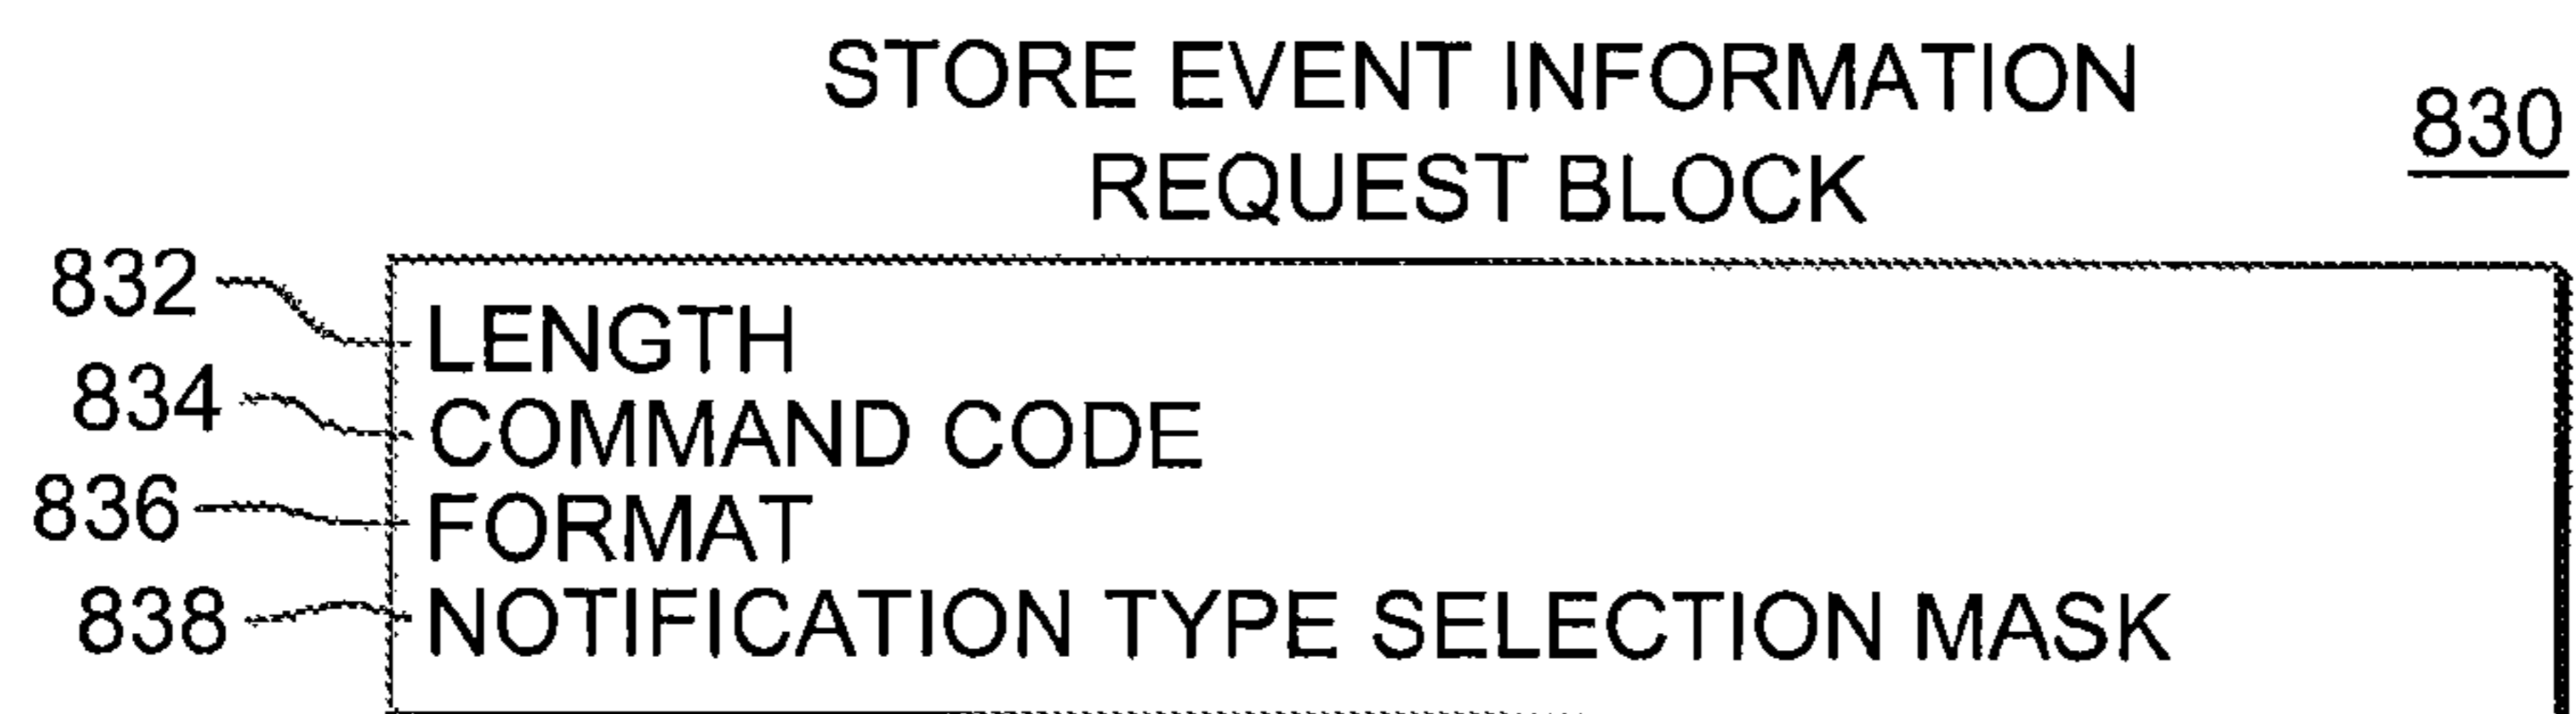 STORE EVENT INFORMATION
REQUEST BLOCK
830
832 LENGTH
834 COMMAND CODE
836 FORMAT
838 NOTIFICATION TYPE SELECTION MASK